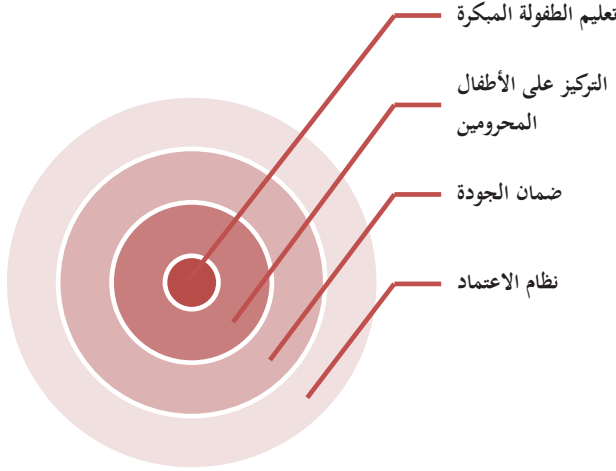 تعليم الطفولة المبكرة
التركيز على الأطفال
المحرومين
ضمان الجودة
نظام الاعتماد